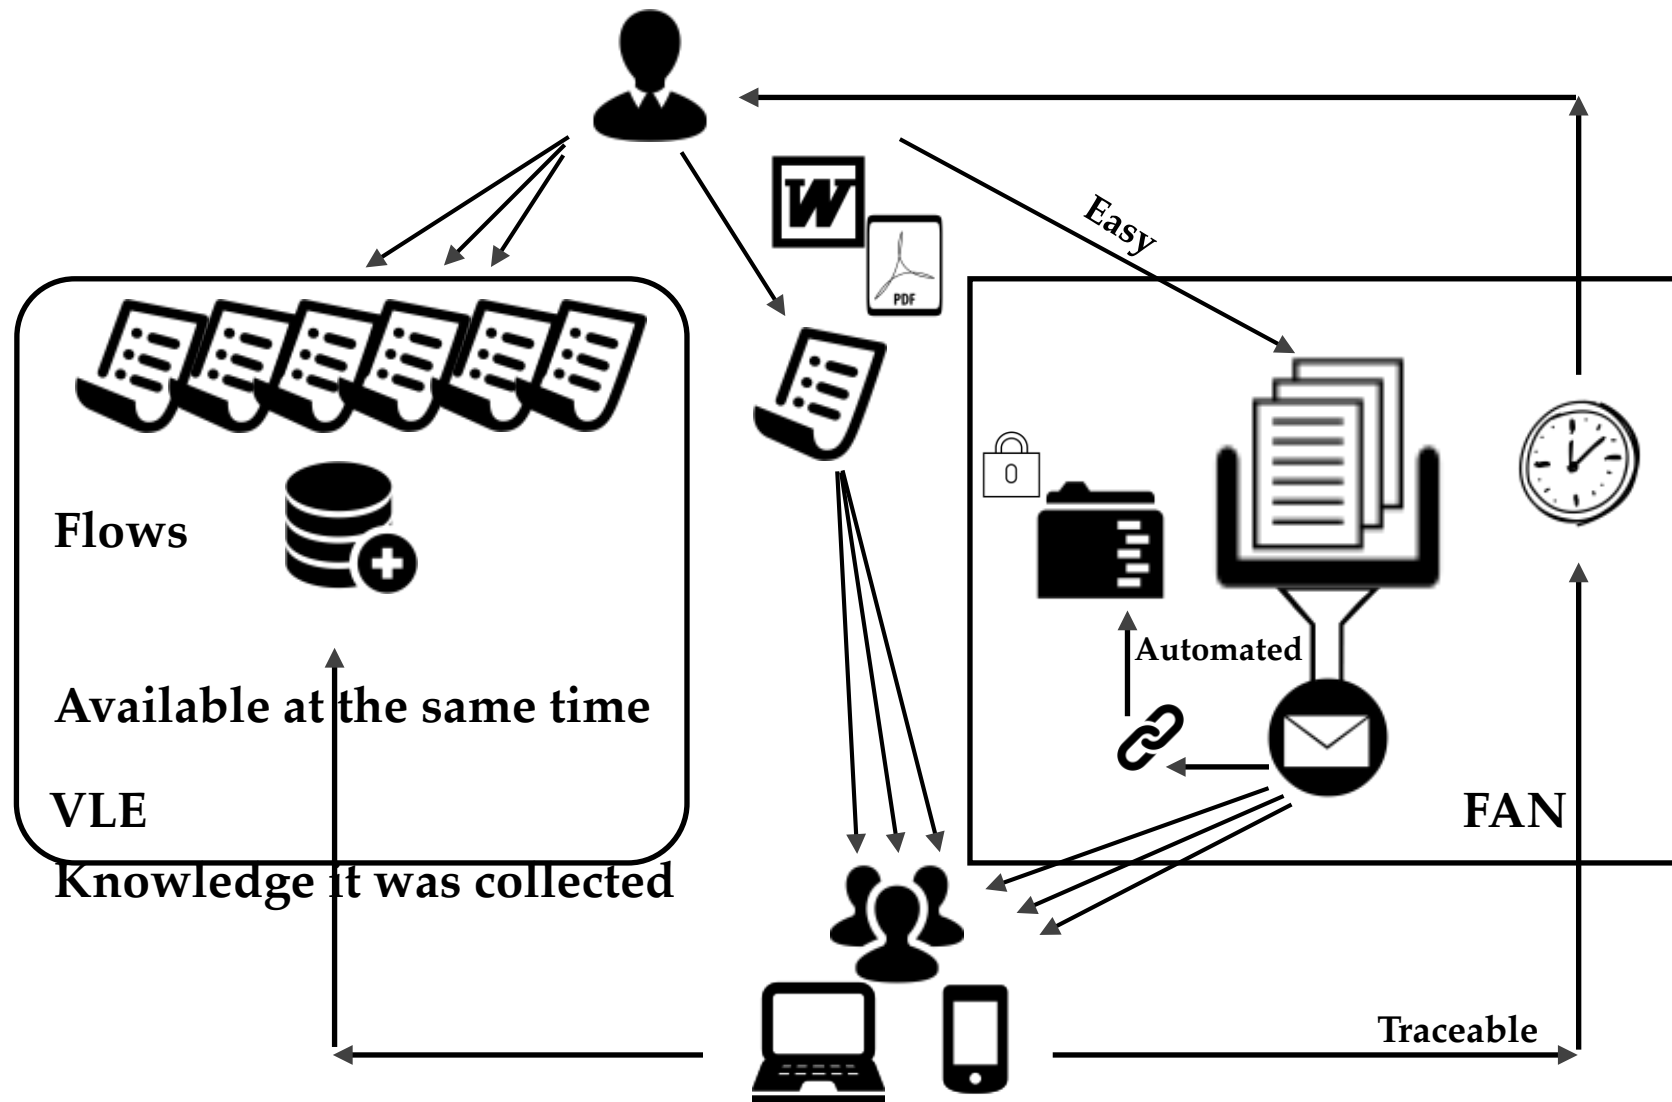 W
Easy
PDF
Flows
Automated
Available at the same time
VLE
FAN
Knowledge it was collected
Traceable